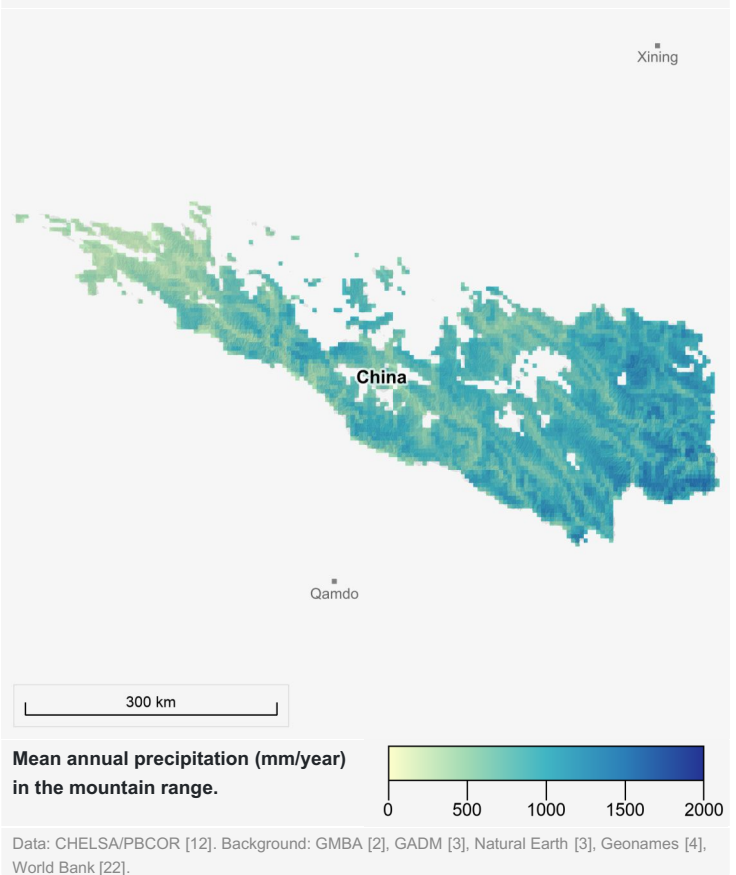 Xining
China
Qamdo
300 km
Mean annual precipitation (mm/year)
in the mountain range.
0 500 1000 1500 2000
Data: CHELSA/PBCOR [12]. Background: GMBA [2], GADM [3], Natural Earth [3], Geonames [4],
World Bank [22].